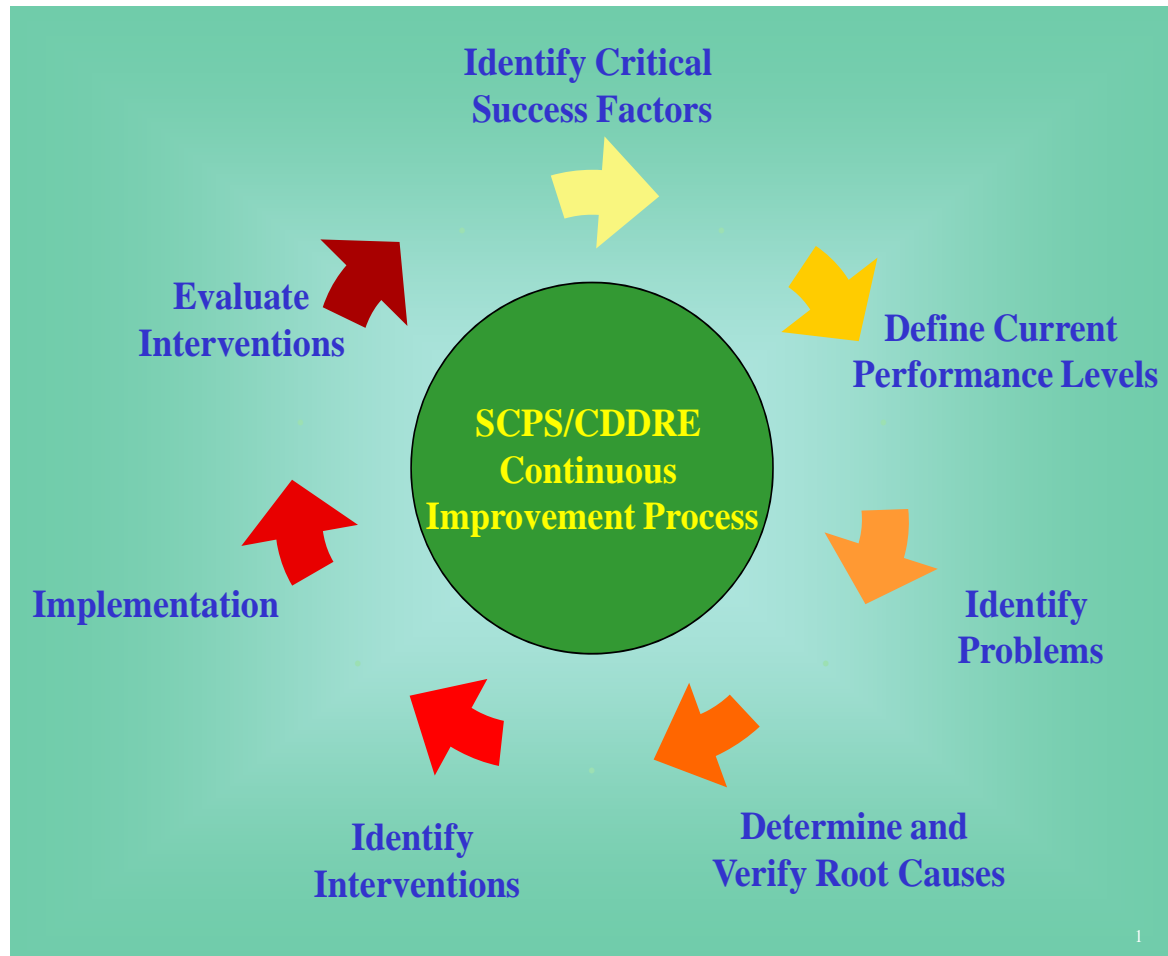 Identify Critical
Success Factors
Define Current
Performance Levels
Identify
Problems
Determine and
Verify Root Causes
Identify
Interventions
Implementation
Evaluate
Interventions
SCPS/CDDRE
Continuous
Improvement Process
1